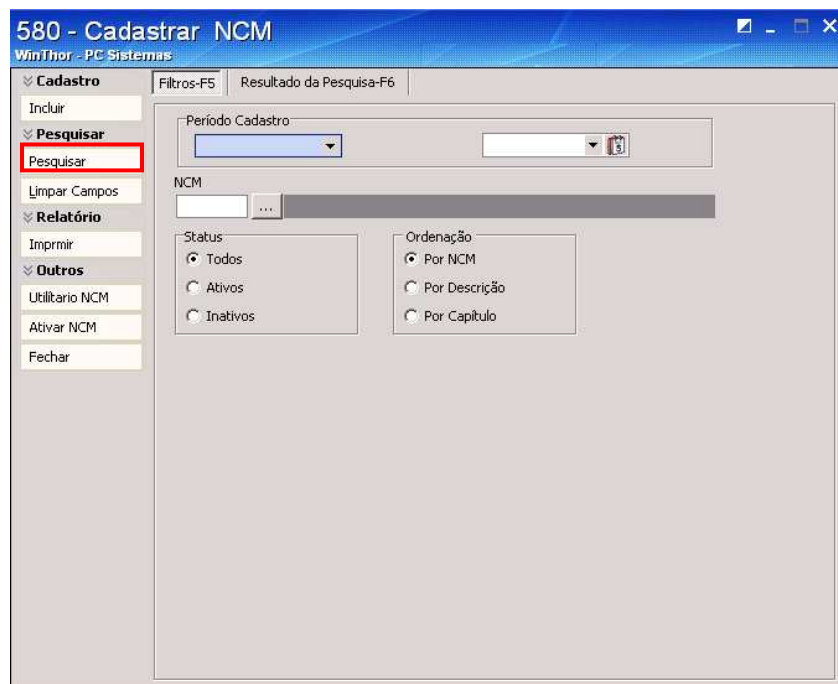 580 - Cadastrar NCM
WinThor - PC Sistemas
Cadastro
Incluir
Pesquisar
Pesquisar
Limpar Campos
Relatório
Imprmir
Outros
Utilítario NCM
Ativar NCM
Fechar
Filtros-F5
Resultado da Pesquisa-F6
Período Cadastro
5
NCM
...
Status
Todos
Ativos
Inativos
Ordenação
Por NCM
Por Descrição
Por Capítulo